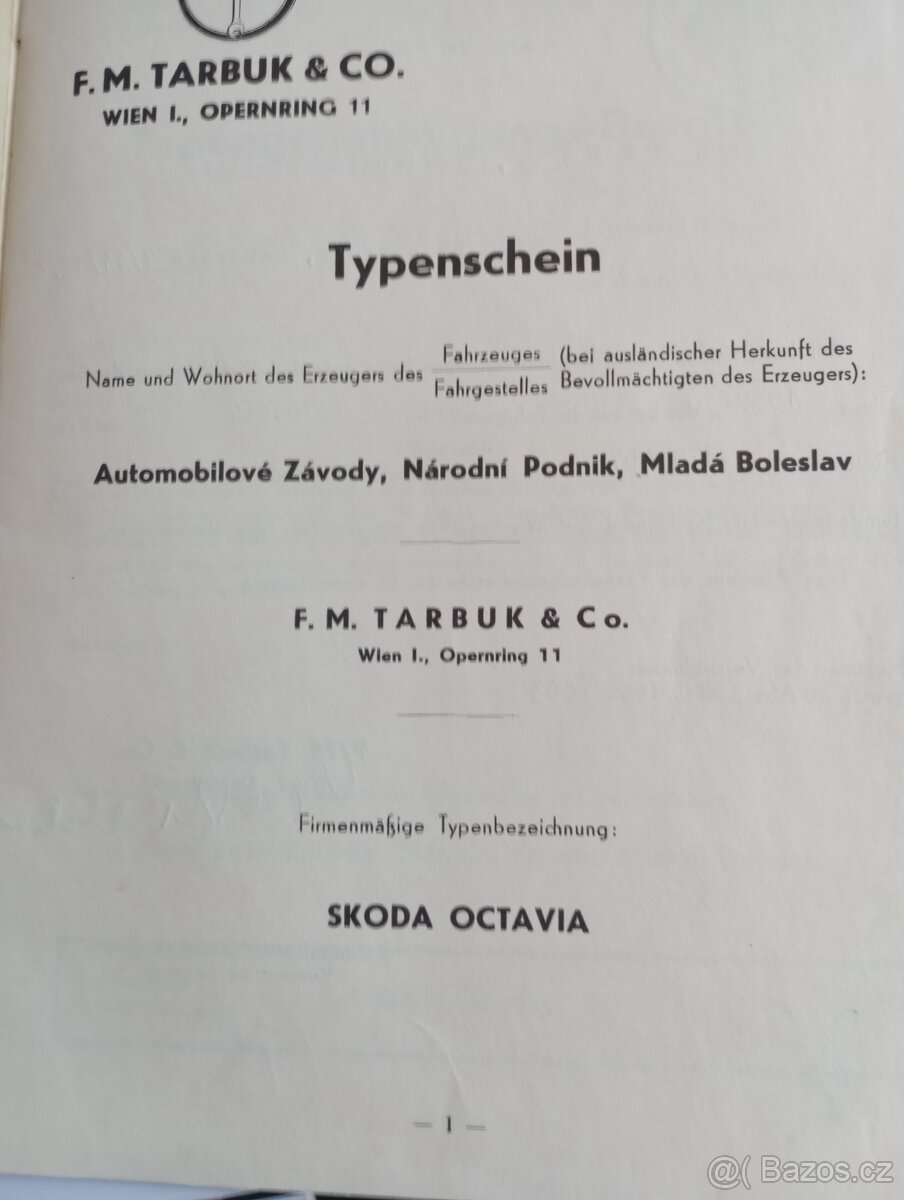 F. M. TARBUK & CO.
WIEN I., OPERNRING 11
Typenschein
Name und Wohnort des Erzeugers des Fahrzeuges / Fahrgestelles (bei ausländischer Herkunft des
Bevollmächtigten des Erzeugers):
Automobilové Závody, Národní Podnik, Mladá Boleslav
F. M. TARBUK & Co.
Wien I., Opernring 11
Firmenmäßige Typenbezeichnung:
SKODA OCTAVIA
— 1 —
@( Bazos.cz